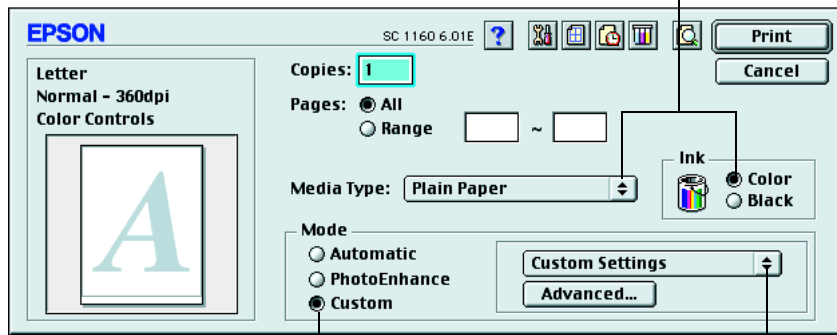 EPSON
SC 1160 6.01E
?
Print
Cancel
Letter
Normal - 360dpi
Color Controls
A
Copies: 1
Pages: All
Range ~
Media Type: Plain Paper
Ink
Color
Black
Mode
Automatic
PhotoEnhance
Custom
Custom Settings
Advanced...